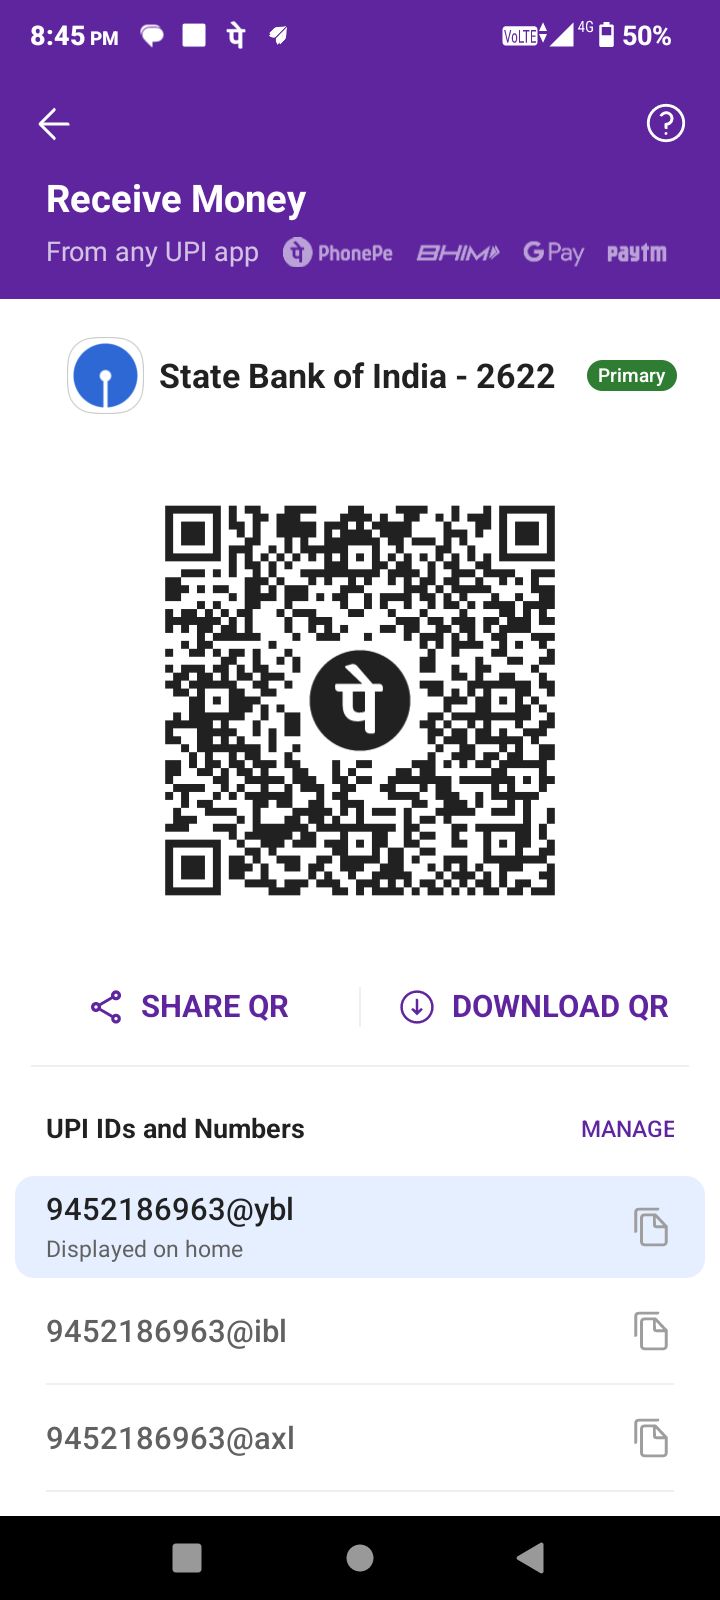 8:45 PM पे VoLTE 4G 50%
?
Receive Money
From any UPI app पे PhonePe BHIM G Pay paytm
State Bank of India - 2622 Primary
पे
SHARE QR DOWNLOAD QR
UPI IDs and Numbers MANAGE
9452186963@ybl
Displayed on home
9452186963@ibl
9452186963@axl